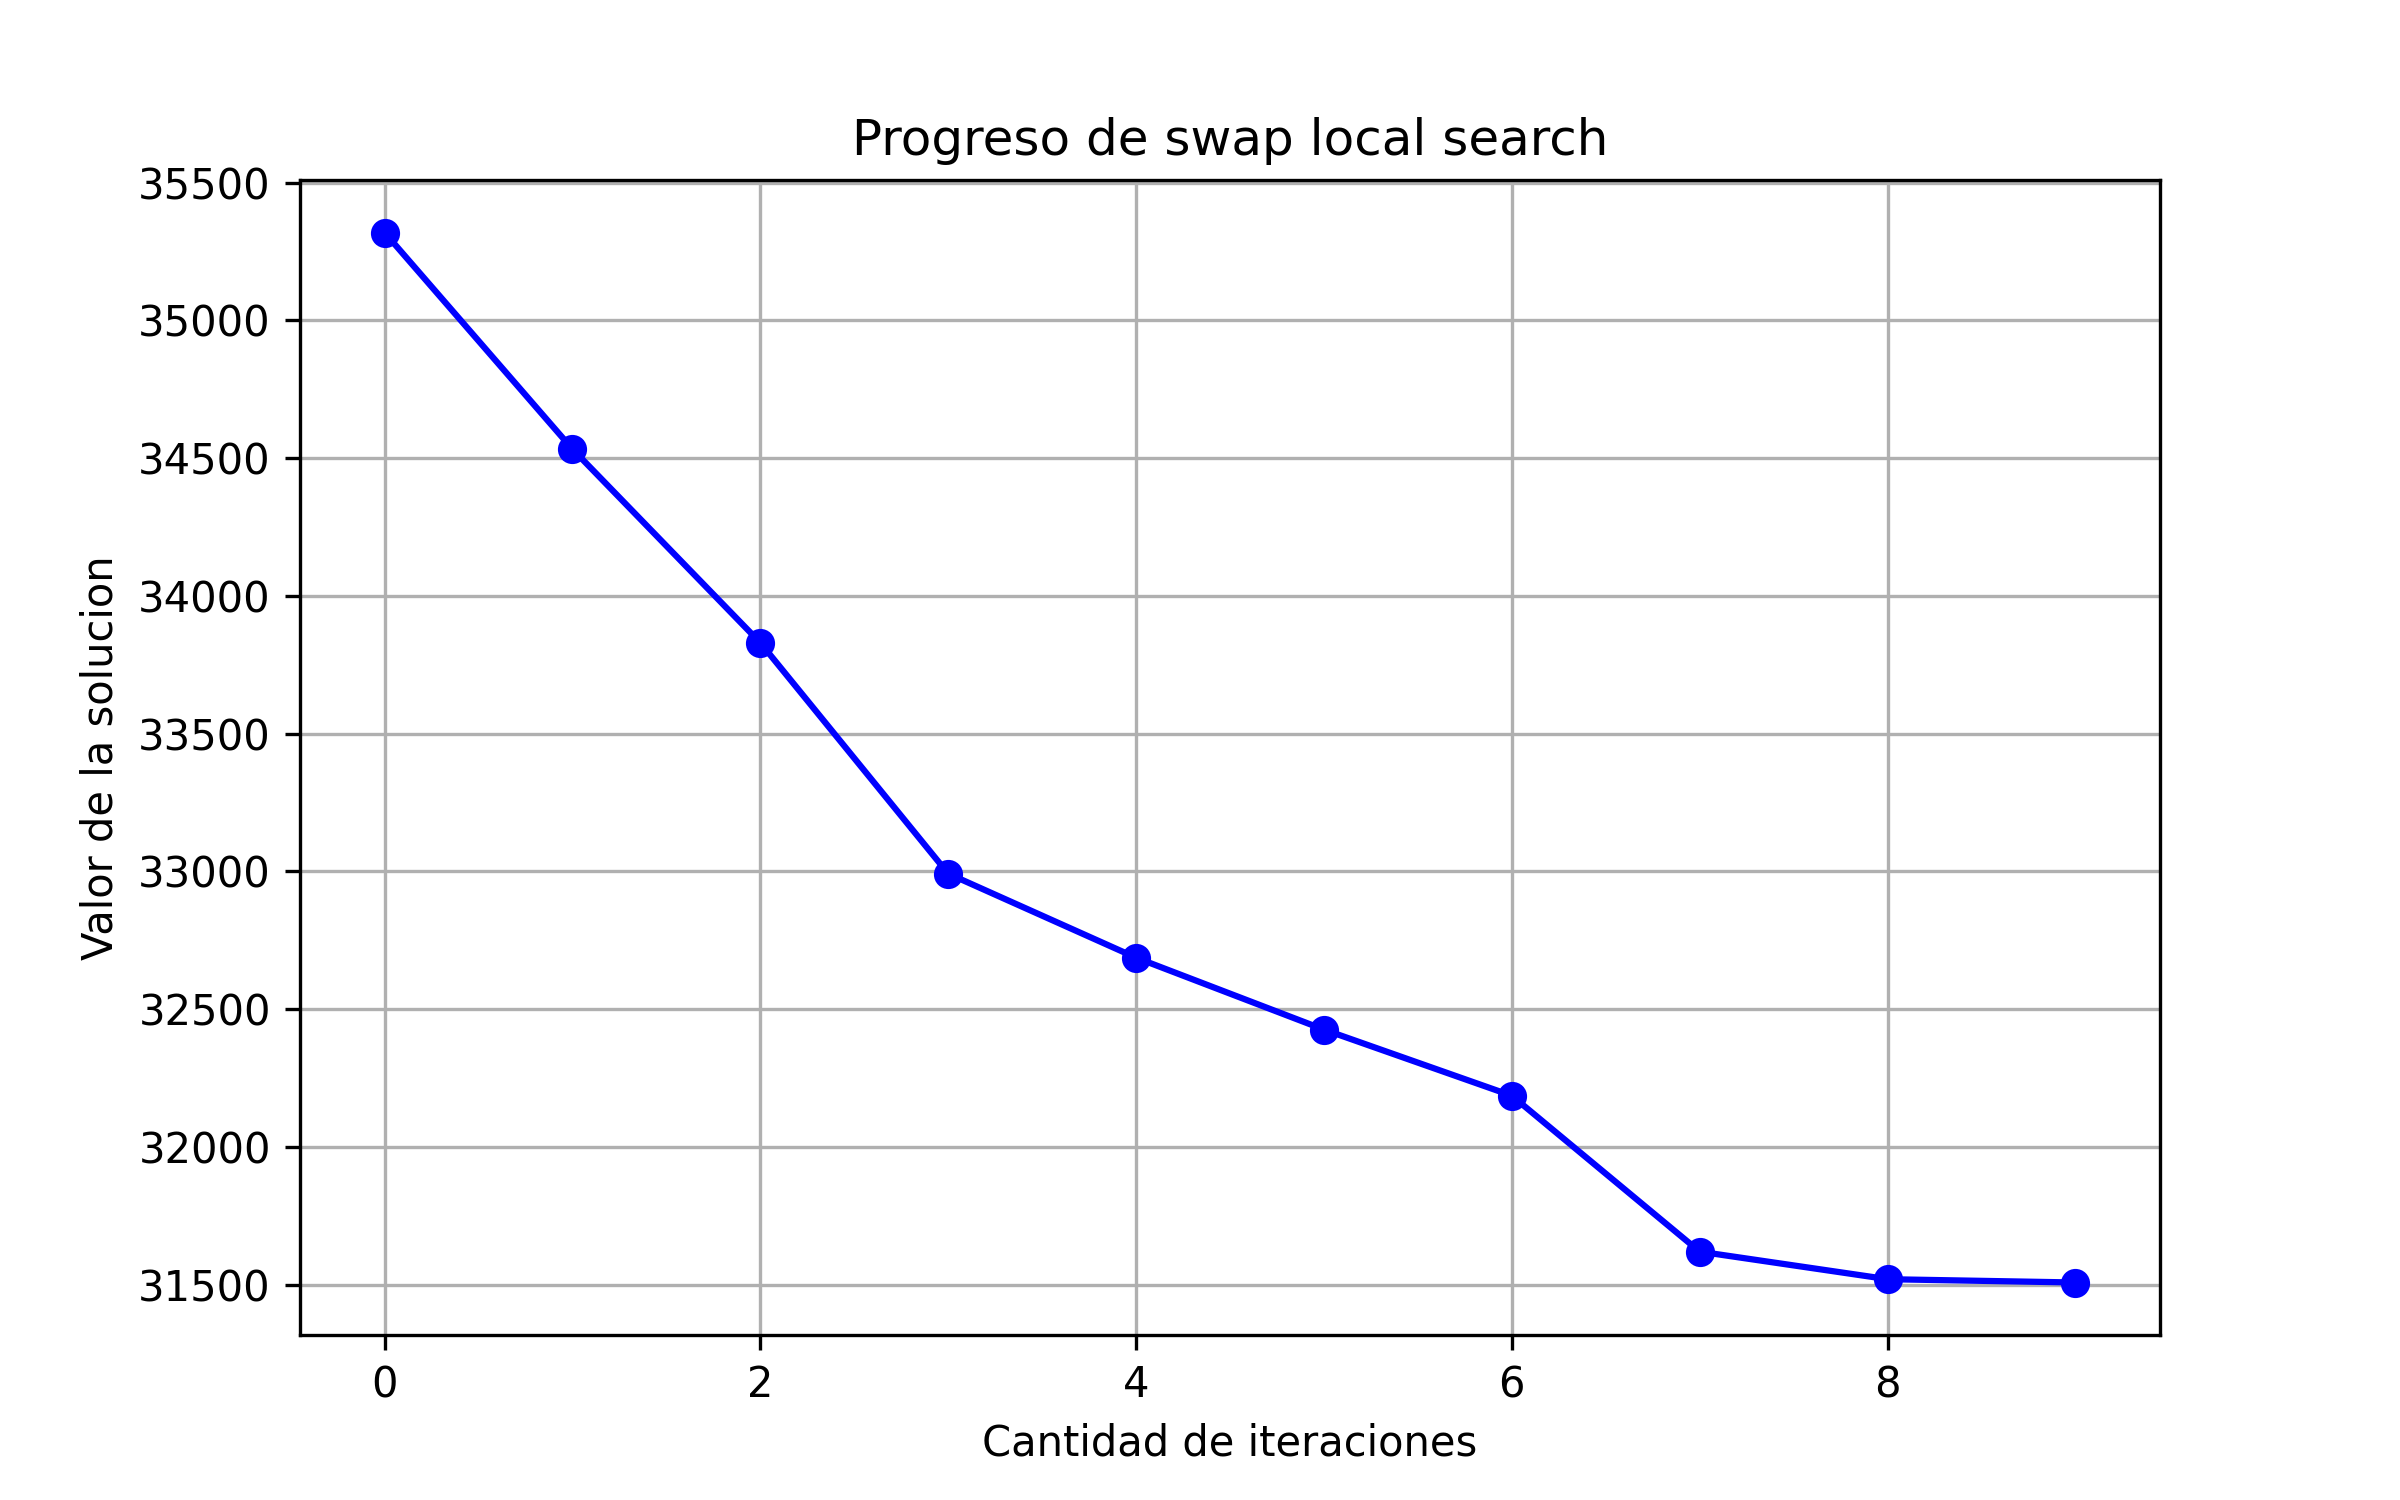 Progreso de swap local search
35500
35000
34500
34000
33500
33000
32500
32000
31500
Valor de la solucion
0 2 4 6 8
Cantidad de iteraciones